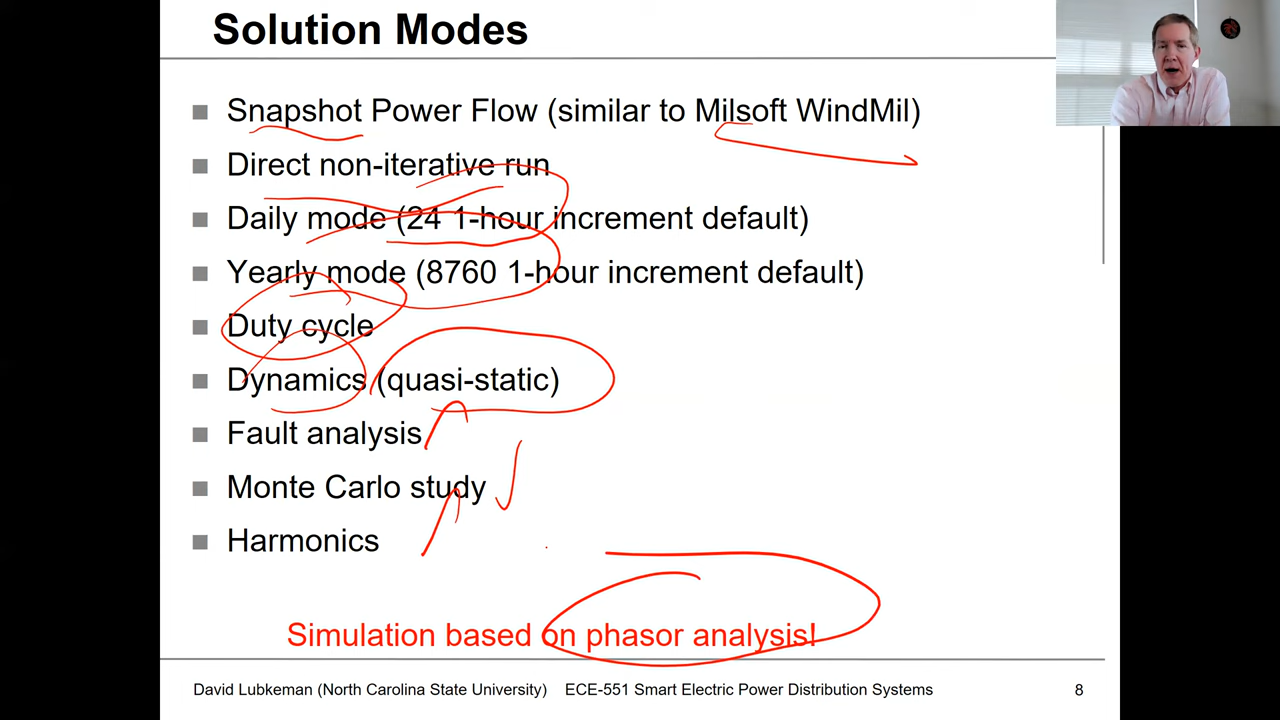 Solution Modes
Snapshot Power Flow (similar to Milsoft WindMil)
Direct non-iterative run
Daily mode (24 1-hour increment default)
Yearly mode (8760 1-hour increment default)
Duty cycle
Dynamics (quasi-static)
Fault analysis
Monte Carlo study
Harmonics
Simulation based on phasor analysis!
David Lubkeman (North Carolina State University) ECE-551 Smart Electric Power Distribution Systems 8